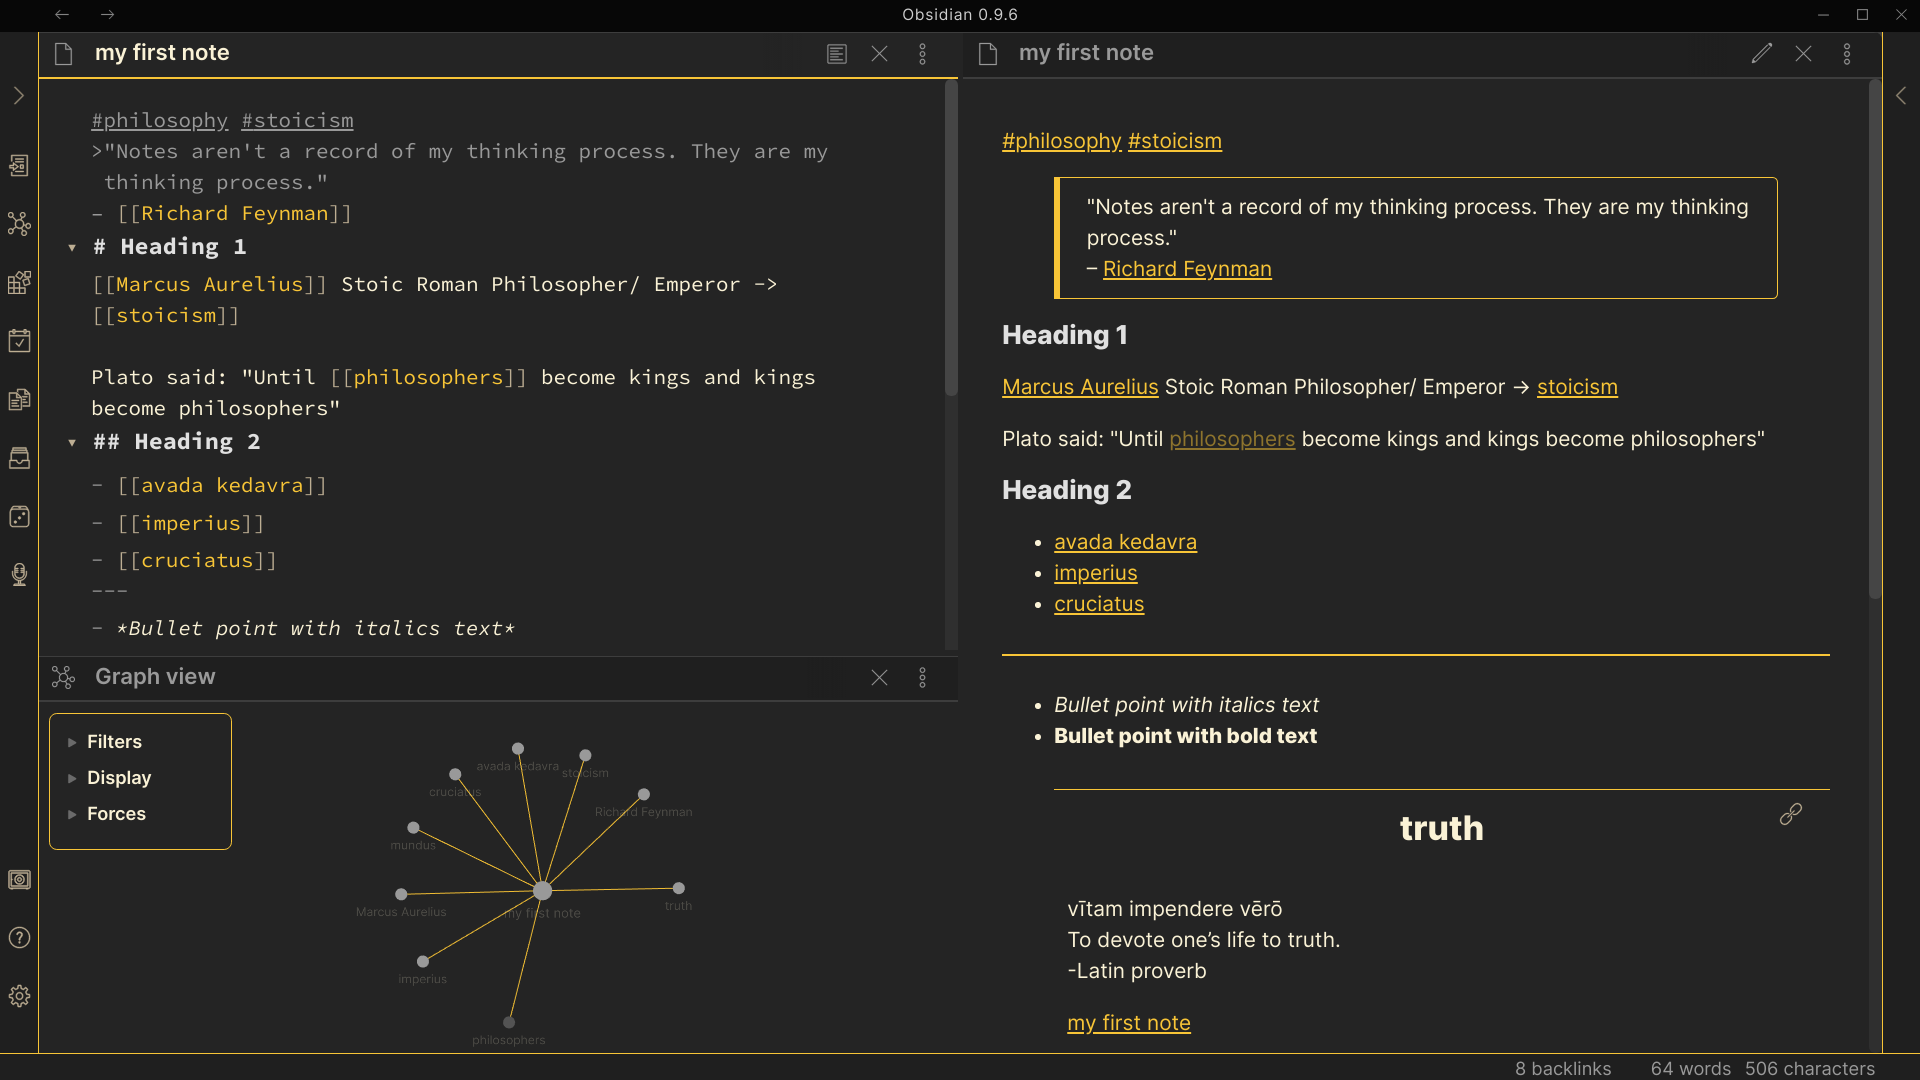 Obsidian 0.9.6
my first note
#philosophy #stoicism
>"Notes aren't a record of my thinking process. They are my
thinking process."
– [[Richard Feynman]]
# Heading 1
[[Marcus Aurelius]] Stoic Roman Philosopher/ Emperor ->
[[stoicism]]
Plato said: "Until [[philosophers]] become kings and kings
become philosophers"
## Heading 2
- [[avada kedavra]]
- [[imperius]]
- [[cruciatus]]
---
- *Bullet point with italics text*
Graph view
Filters
Display
Forces
avada kedavra
stoicism
cruciatus
Richard Feynman
mundus
Marcus Aurelius
my first note
truth
imperius
philosophers
my first note
#philosophy #stoicism
"Notes aren't a record of my thinking process. They are my thinking
process."
– Richard Feynman
Heading 1
Marcus Aurelius Stoic Roman Philosopher/ Emperor → stoicism
Plato said: "Until philosophers become kings and kings become philosophers"
Heading 2
• avada kedavra
• imperius
• cruciatus
• Bullet point with italics text
• Bullet point with bold text
truth
vītam impendere vērō
To devote one’s life to truth.
-Latin proverb
my first note
8 backlinks 64 words 506 characters